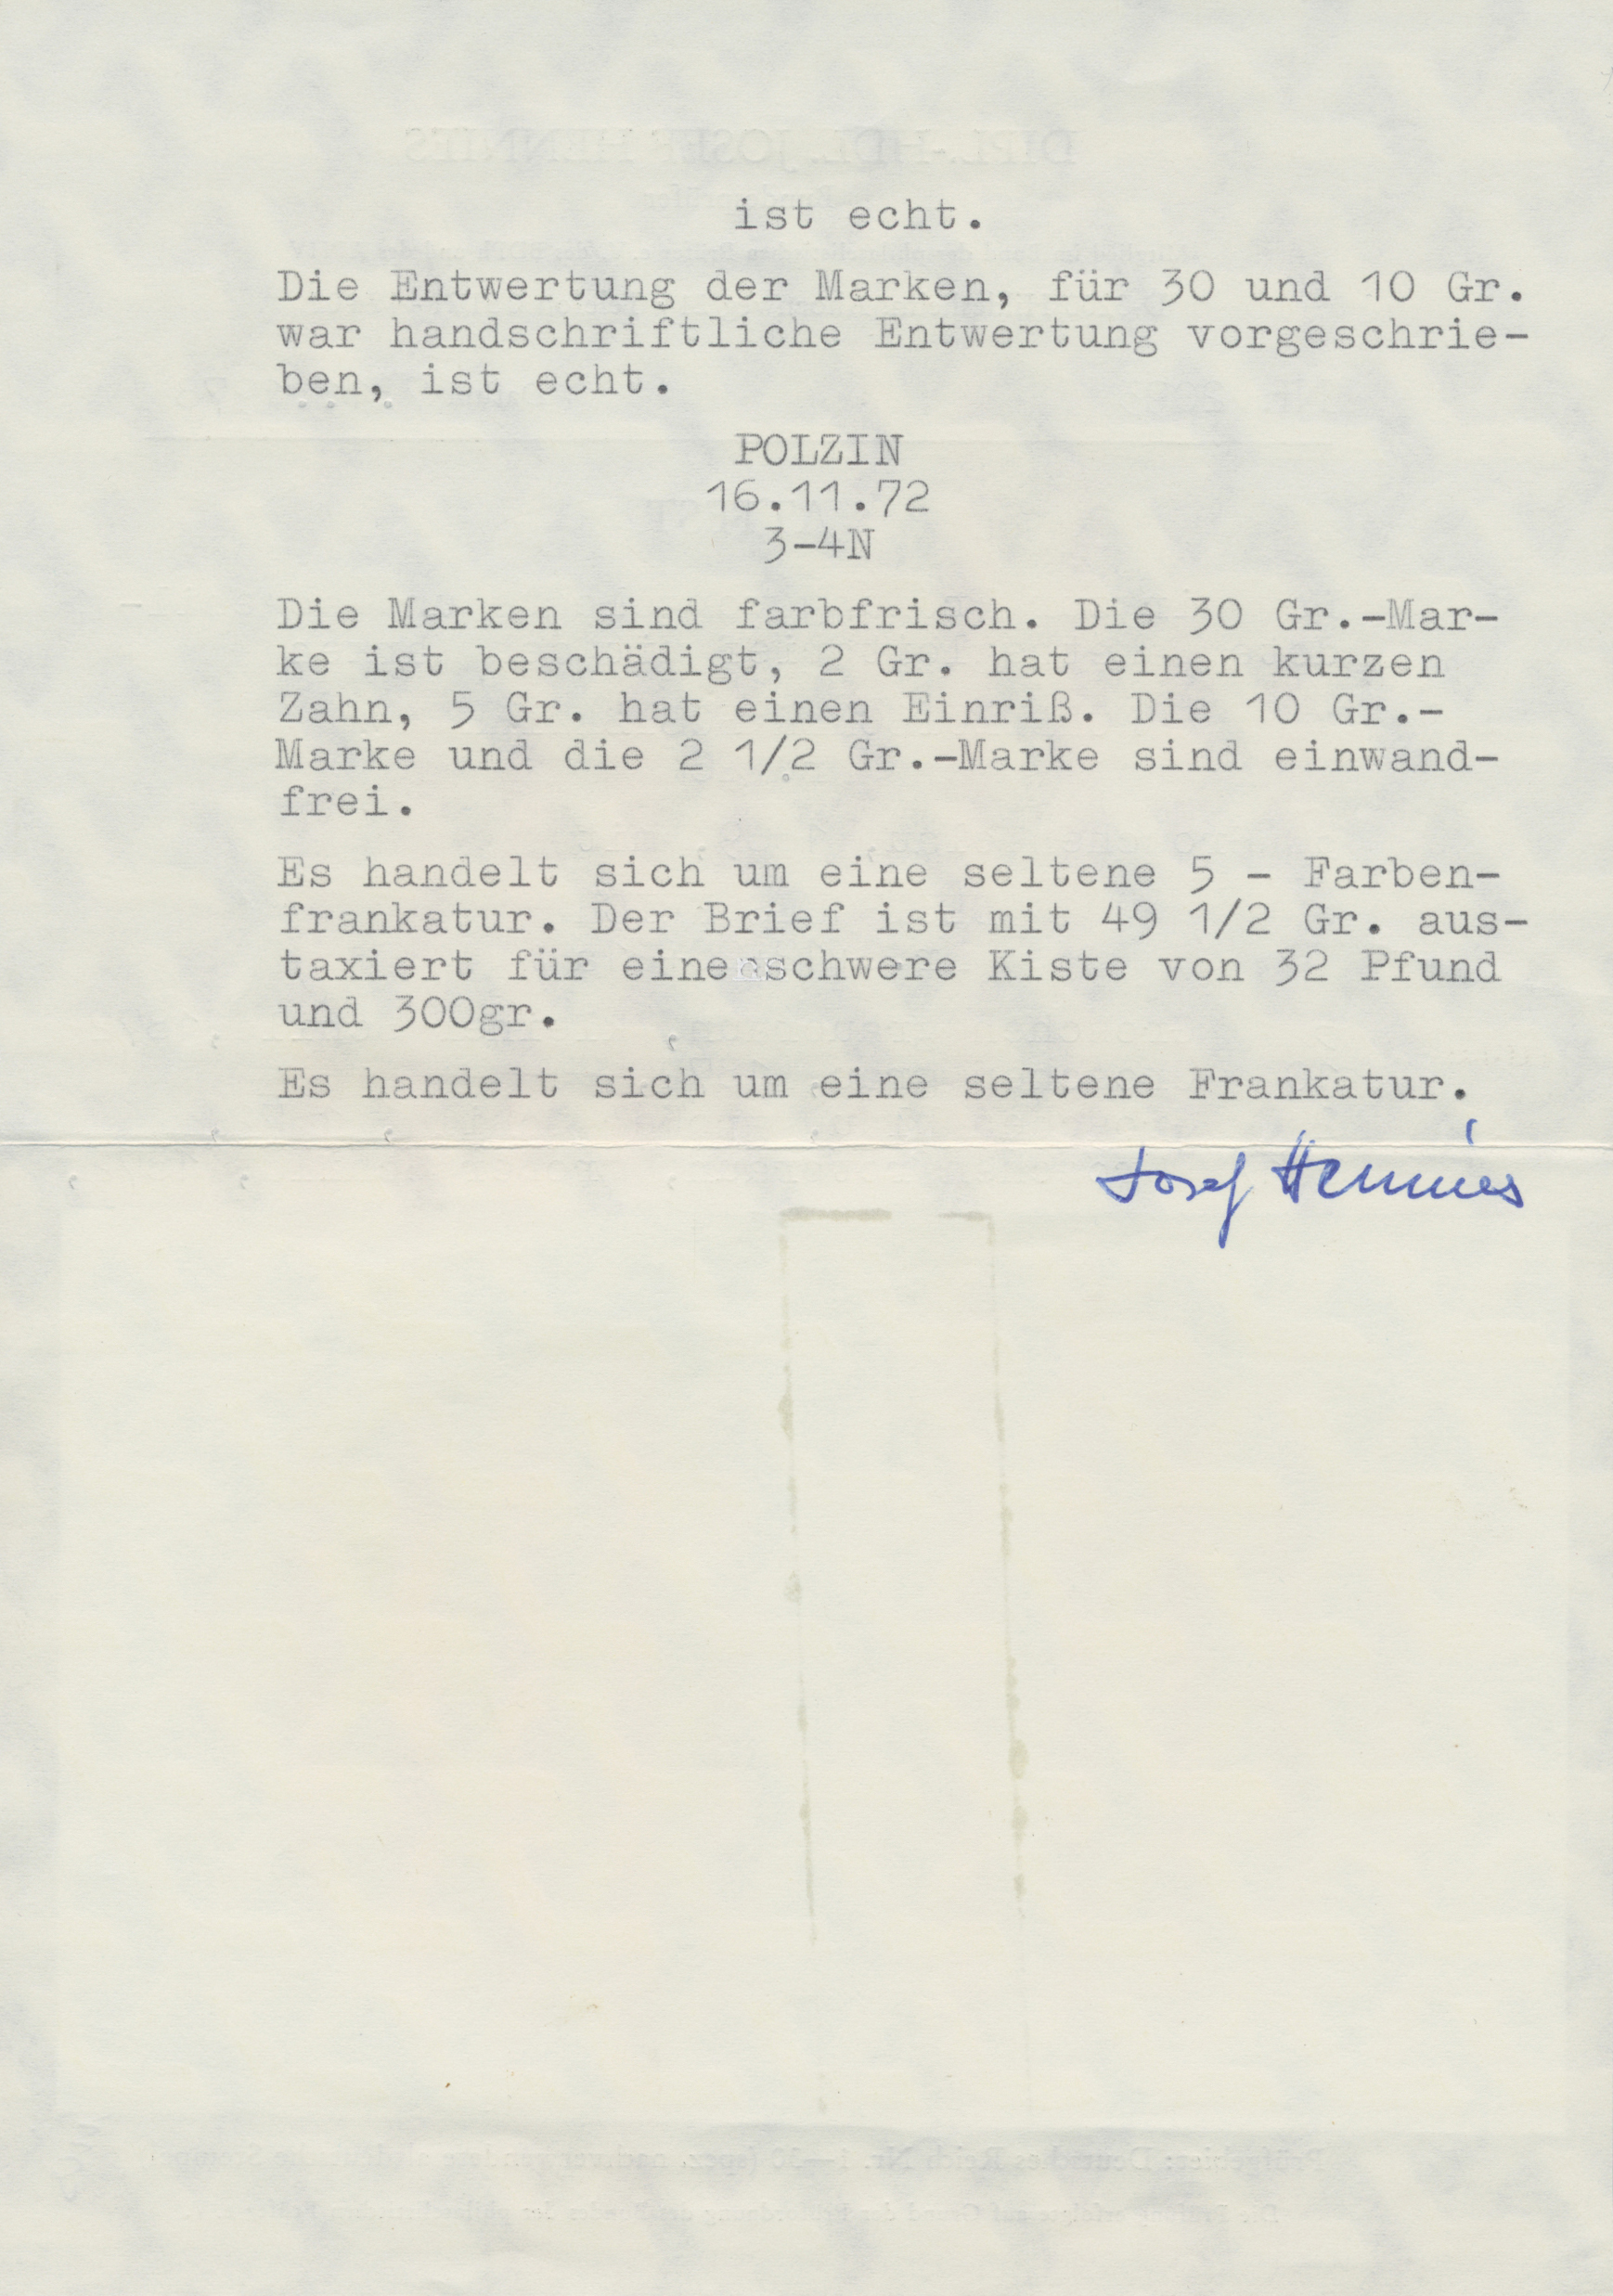 ist echt.
Die Entwertung der Marken, für 30 und 10 Gr.
war handschriftliche Entwertung vorgeschrie-
ben, ist echt.
POLZIN
16.11.72
3-4N
Die Marken sind farbfrisch. Die 30 Gr.-Mar-
ke ist beschädigt, 2 Gr. hat einen kurzen
Zahn, 5 Gr. hat einen Einriß. Die 10 Gr.-
Marke und die 2 1/2 Gr.-Marke sind einwand-
frei.
Es handelt sich um eine seltene 5 - Farben-
frankatur. Der Brief ist mit 49 1/2 Gr. aus-
taxiert für eine schwere Kiste von 32 Pfund
und 300gr.
Es handelt sich um eine seltene Frankatur.
Josef Hennies